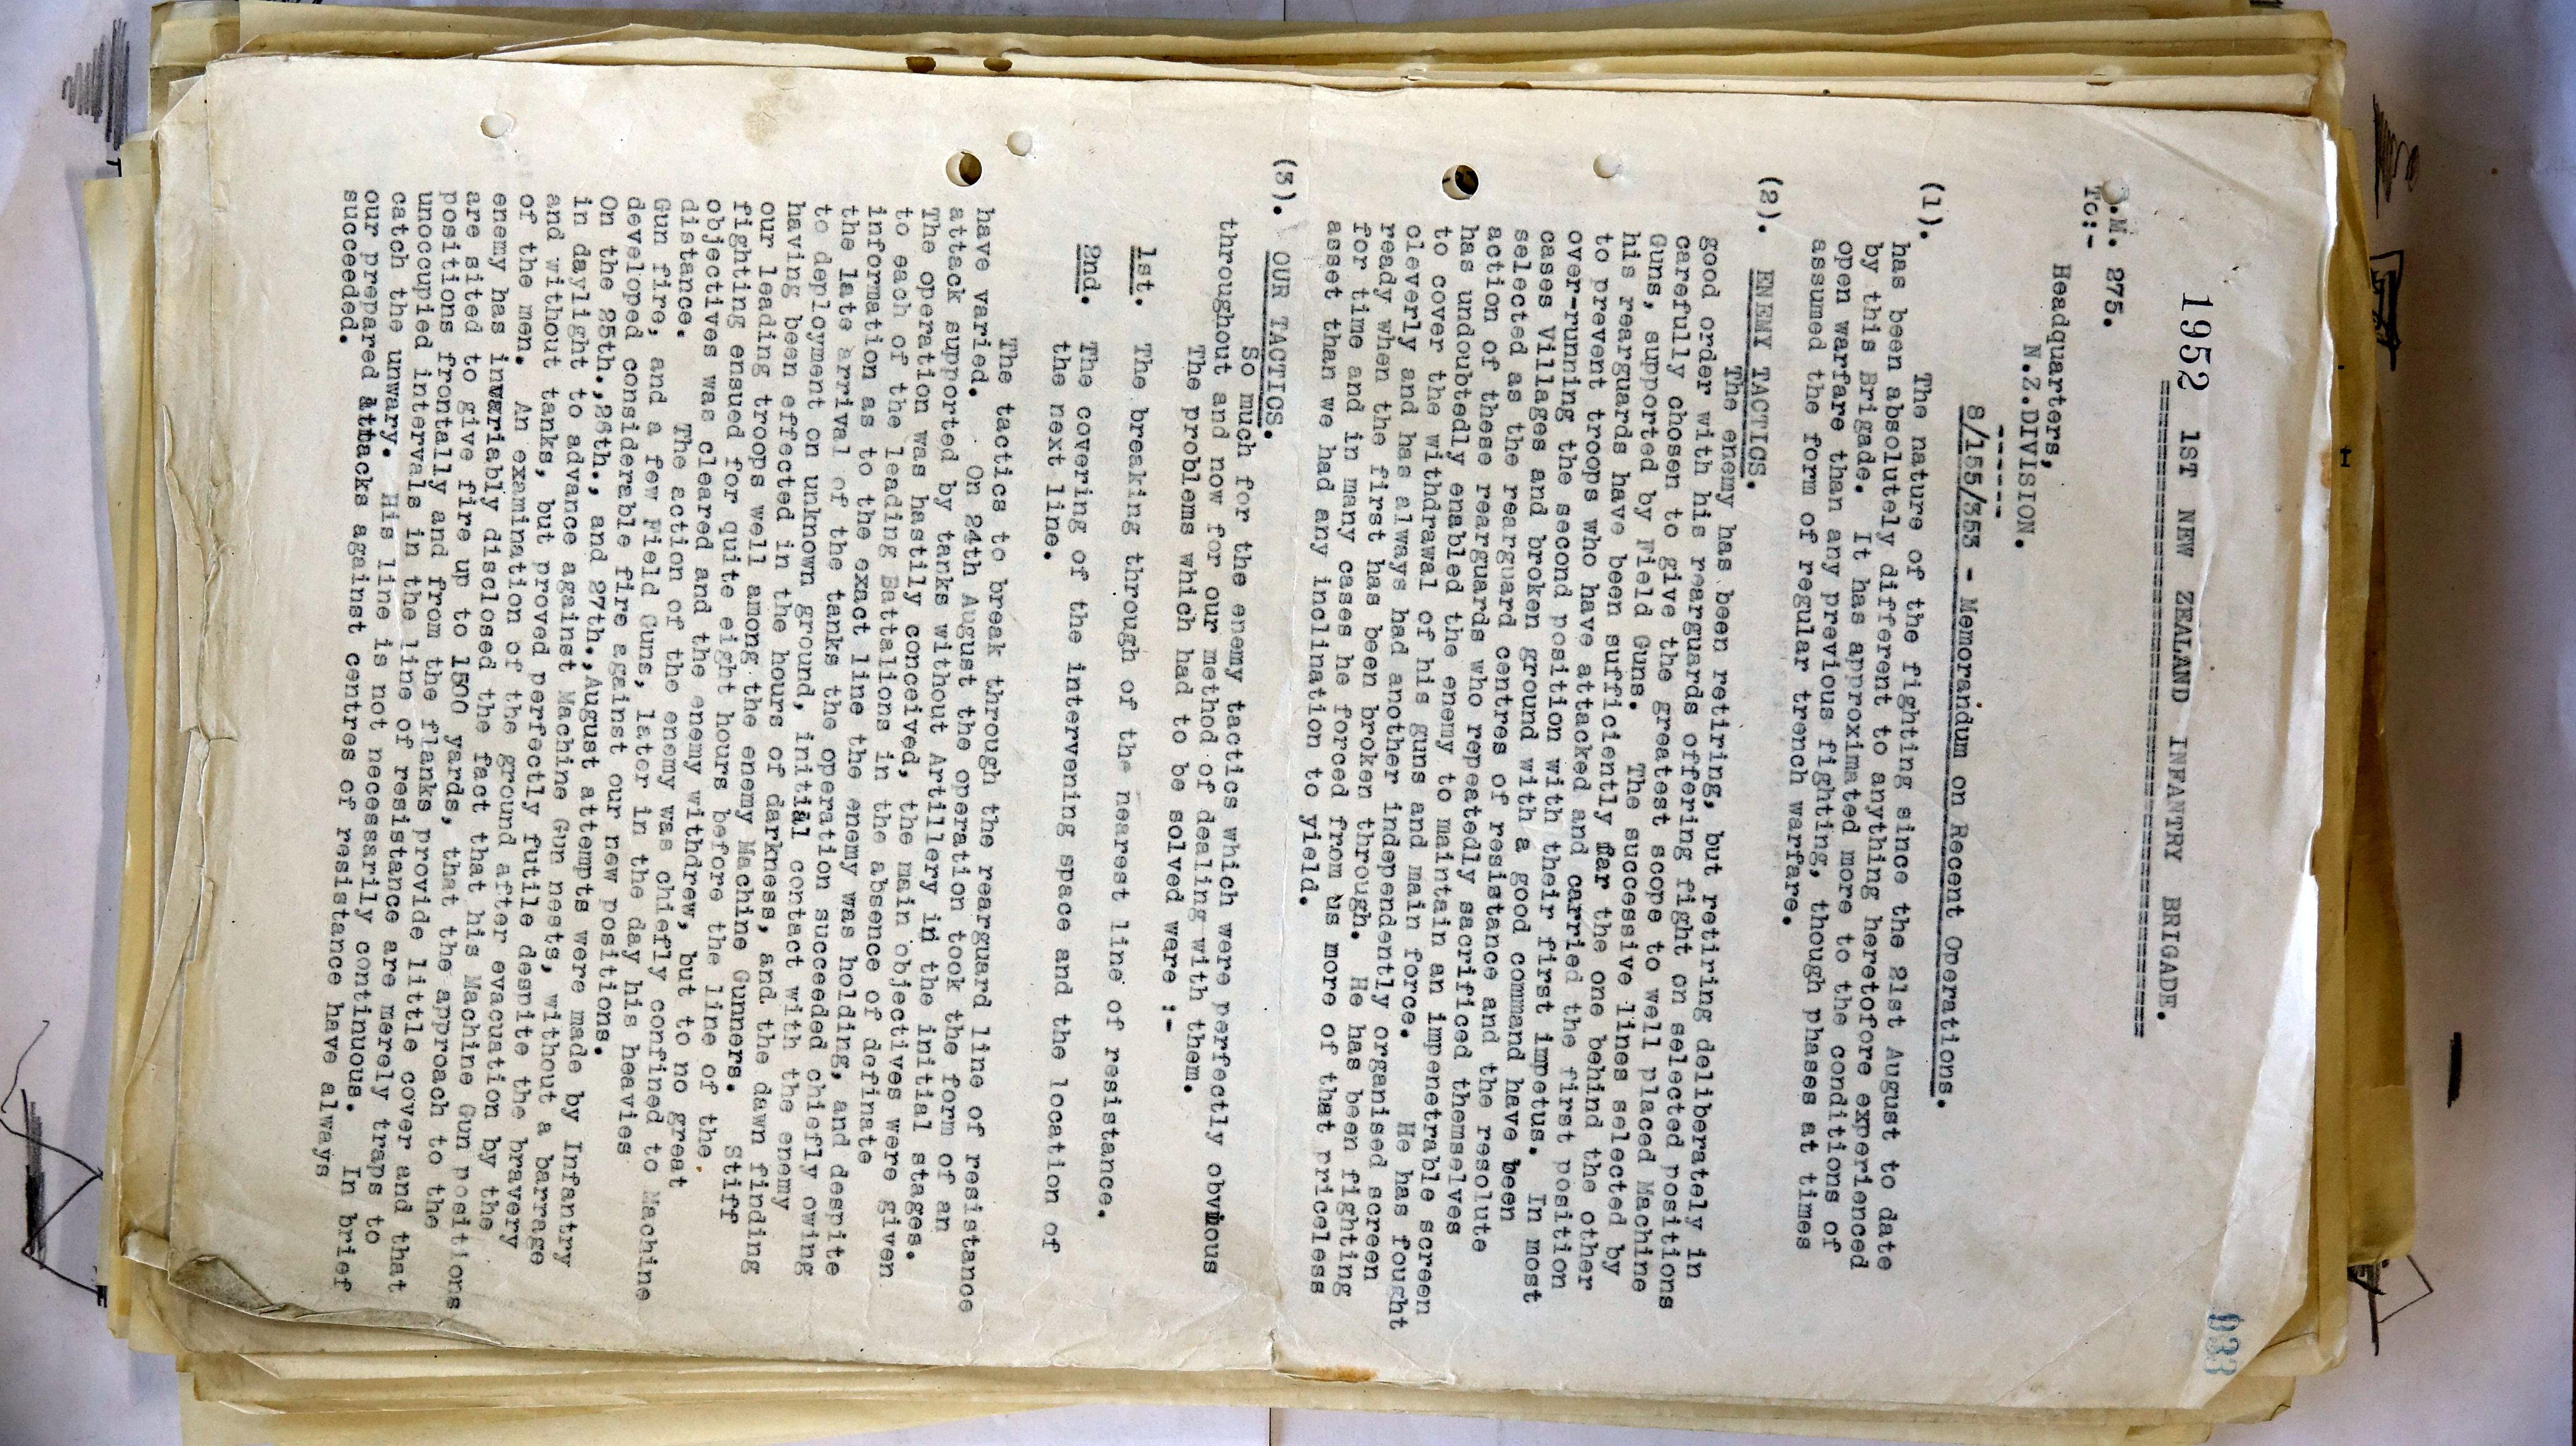 033
1952 1ST NEW ZEALAND INFANTRY BRIGADE.
.M. 275.
To:-
Headquarters,
N.Z.DIVISION.
8/155/353 - Memorandum on Recent Operations.
(1). The nature of the fighting since the 21st August to date
has been absolutely different to anything heretofore experienced
by this Brigade. It has approximated more to the conditions of
open warfare than any previous fighting, though phases at times
assumed the form of regular trench warfare.
(2). ENEMY TACTICS.
The enemy has been retiring, but retiring deliberately in
good order with his rearguards offering fight on selected positions
carefully chosen to give the greatest scope to well placed Machine
Guns, supported by Field Guns. The successive lines selected by
his rearguards have been sufficiently far the one behind the other
to prevent troops who have attacked and carried the first position
over-running the second position with their first impetus. In most
cases Villages and broken ground with a good command have been
selected as the rearguard centres of resistance and the resolute
action of these rearguards who repeatedly sacrificed themselves
has undoubtedly enabled the enemy to maintain an impenetrable screen
to cover the withdrawal of his guns and main force. He has fought
cleverly and has always had another independently organised screen
ready when the first has been broken through. He has been fighting
for time and in many cases he forced from us more of that priceless
asset than we had any inclination to yield.
(3). OUR TACTICS.
So much for the enemy tactics which were perfectly obvious
throughout and now for our method of dealing with them.
The problems which had to be solved were :-
1st. The breaking through of the nearest line of resistance.
2nd. The covering of the intervening space and the location of
the next line.
The tactics to break through the rearguard line of resistance
have varied. On 24th August the operation took the form of an
attack supported by tanks without Artillery in the initial stages.
The operation was hastily conceived, the main objectives were given
to each of the leading Battalions in the absence of definate
information as to the exact line the enemy was holding, and despite
the late arrival of the tanks the operation succeeded chiefly owing
to deployment on unknown ground, initial contact with the enemy
having been effected in the hours of darkness, and the dawn finding
our leading troops well among the enemy Machine Gunners. Stiff
fighting ensued for quite eight hours before the line of the
objectives was cleared and the enemy withdrew, but to no great
distance. The action of the enemy was chiefly confined to Machine
Gun fire, and a few Field Guns, later in the day his heavies
developed considerable fire against our new positions.
On the 25th.,26th., and 27th.,August attempts were made by Infantry
in daylight to advance against Machine Gun nests, without a barrage
and without tanks, but proved perfectly futile despite the bravery
of the men. An examination of the ground after evacuation by the
enemy has invariably disclosed the fact that his Machine Gun positions
are sited to give fire up to 1500 yards, that the approach to the
positions frontally and from the flanks provide little cover and that
unoccupied intervals in the line of resistance are merely traps to
catch the unwary. His line is not necessarily continuous. In brief
our prepared attacks against centres of resistance have always
succeeded.